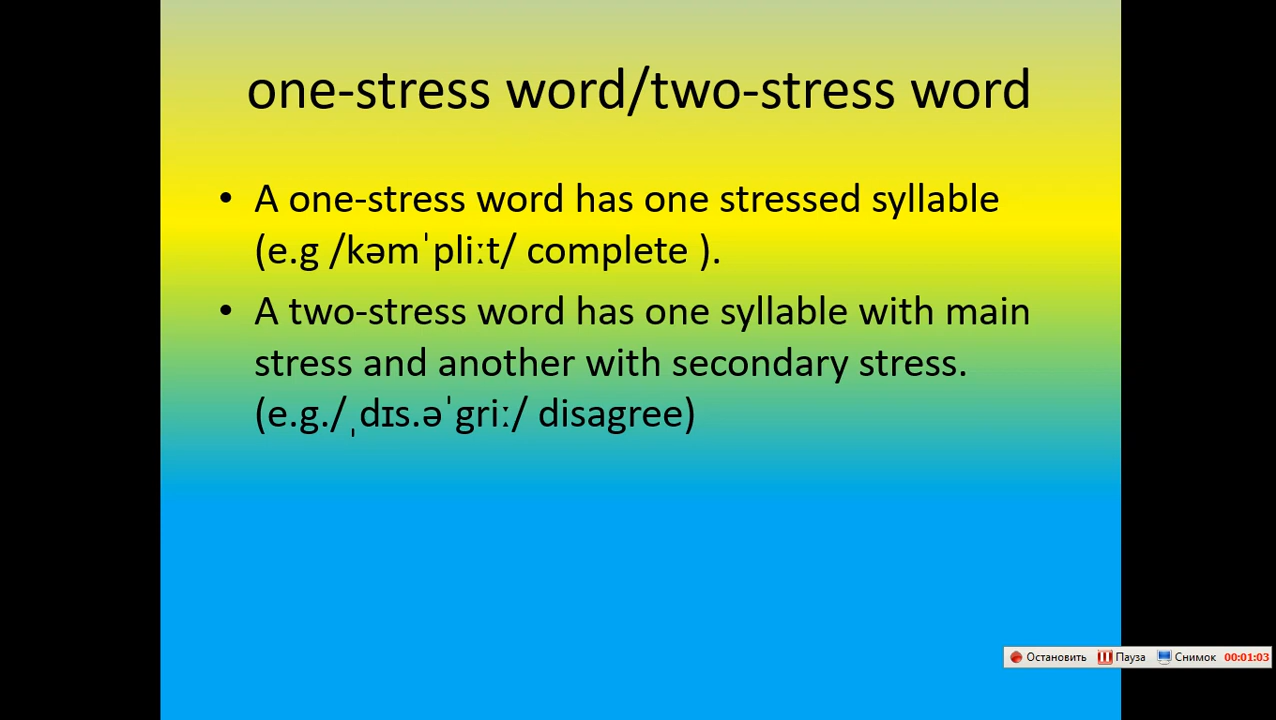 one-stress word/two-stress word
• A one-stress word has one stressed syllable
(e.g /kəmˈpliːt/ complete ).
• A two-stress word has one syllable with main
stress and another with secondary stress.
(e.g./ˌdɪs.əˈgriː/ disagree)
Остановить Пауза Снимок 00:01:03